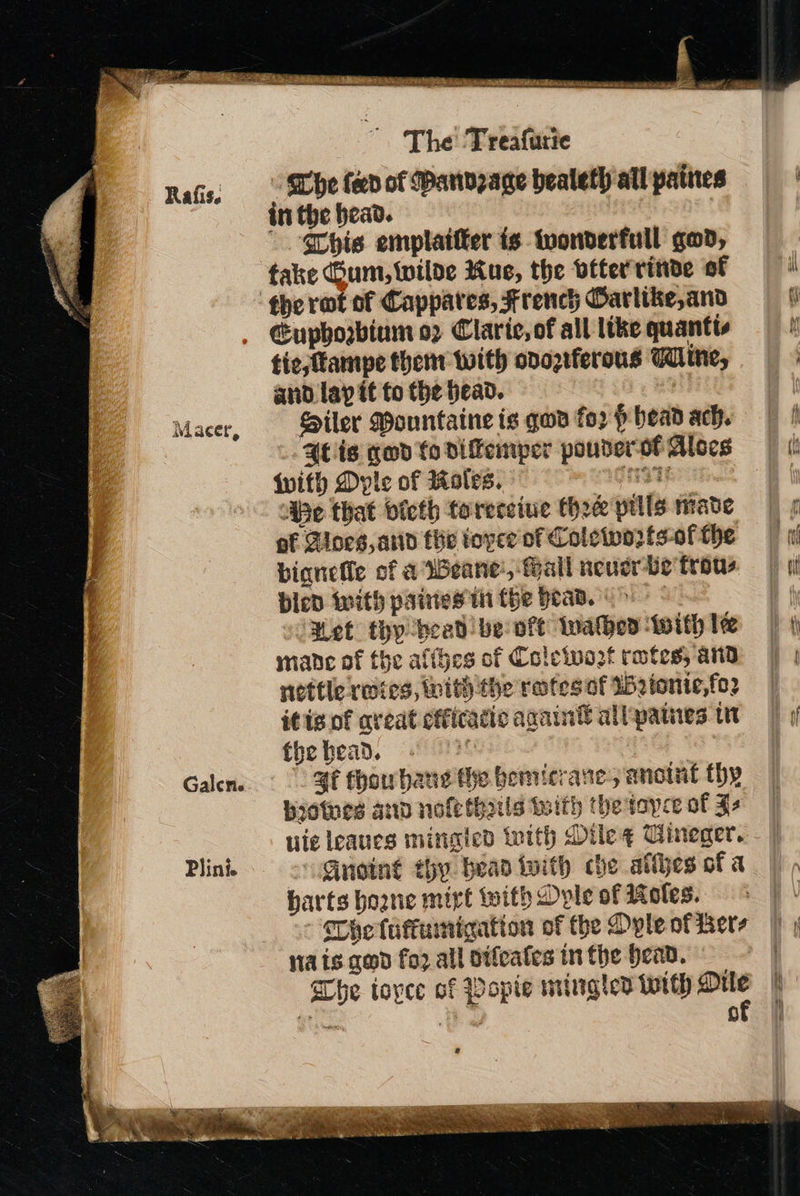 The Treasurie
Rasis.
The seed of Mandrage healeth all paines
in the head.
This emplaister is wonderfull good,
take Gum, wilde Rue, the vtter rinde of
the root of Cappares, French Garlike, and
Euphorbium or Clarie, of all like quanti-
tie, stampe them with odoriferous Wine,
and lay it to the head.
Macer,
Siler Mountaine is good for þͤ head ach.
It is good to distemper pouder of Aloes
with Oyle of Roses.
He that vseth to receiue three pills made
of Aloes, and the ioyce of Coleworts of the
bignesse of a Beane, shall neuer be trou-
bled with paines in the head.
Let thy head be oft washed with lee
made of the asshes of Colewort rootes, and
nettle rootes, with the rootes of Brionie, for
it is of great efficacie against all paines in
the head.
Galen.
If thou haue the hemicrane, anoint thy
browes and nosethrils with the ioyce of I-
uie leaues mingled with Oile & Vineger.
Plini.
Anoint thy head with the asshes of a
harts horne mixt with Oyle of Roses.
The suffumigation of the Oyle of Ber-
na is good for all diseases in the head.
The ioyce of Popie mingled with Oile
of